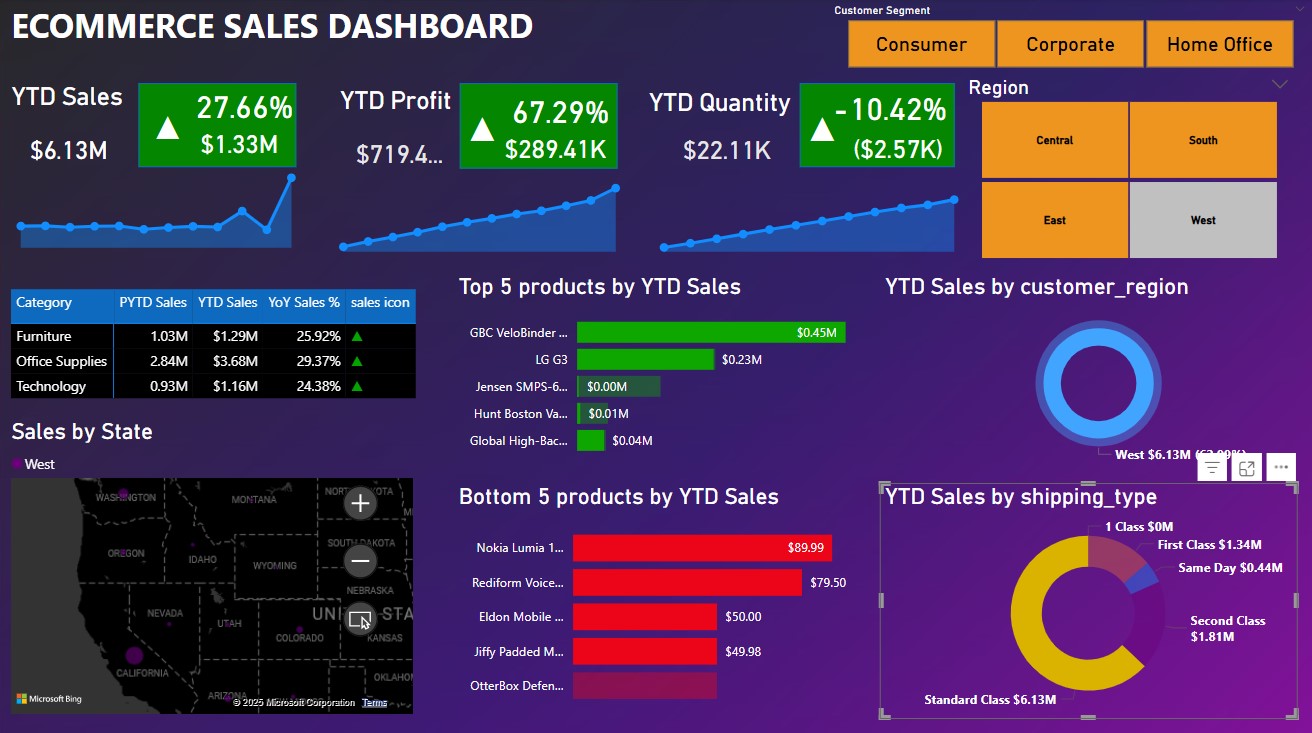 ECOMMERCE SALES DASHBOARD
Customer Segment
Consumer
Corporate
Home Office
YTD Sales
$6.13M
27.66%
$1.33M
YTD Profit
$719.4...
67.29%
$289.41K
YTD Quantity
$22.11K
-10.42%
($2.57K)
Region
Central
South
East
West
Category PYTD Sales YTD Sales YoY Sales % sales icon
Furniture 1.03M $1.29M 25.92%
Office Supplies 2.84M $3.68M 29.37%
Technology 0.93M $1.16M 24.38%
Top 5 products by YTD Sales
GBC VeloBinder ... $0.45M
LG G3 $0.23M
Jensen SMPS-6... $0.00M
Hunt Boston Va... $0.01M
Global High-Bac... $0.04M
YTD Sales by customer_region
West $6.13M
Sales by State
West
WASHINGTON
MONTANA
OREGON
IDAHO
SOUTH DAKOTA
WYOMING
NEBRASKA
NEVADA
UNI
STA
UTAH
COLORADO
KANSAS
CALIFORNIA
ARIZONA
OKLAHO
Microsoft Bing
© 2025 Microsoft Corporation Terms
Bottom 5 products by YTD Sales
Nokia Lumia 1... $89.99
Rediform Voice... $79.50
Eldon Mobile ... $50.00
Jiffy Padded M... $49.98
OtterBox Defen...
YTD Sales by shipping_type
1 Class $0M
First Class $1.34M
Same Day $0.44M
Second Class
$1.81M
Standard Class $6.13M